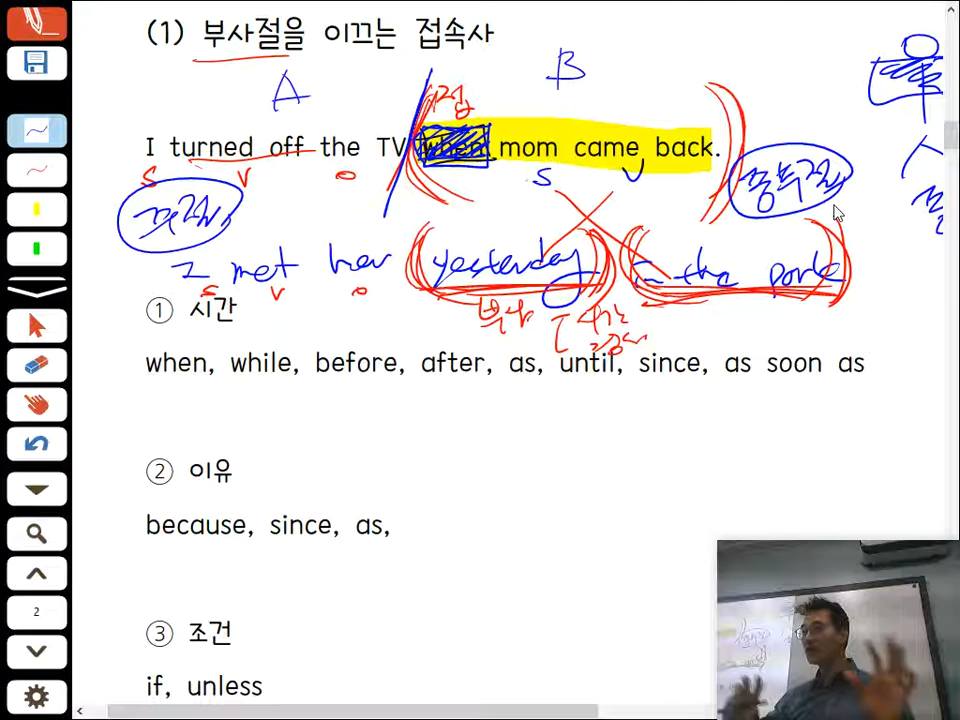 (1) 부사절을 이끄는 접속사
A
B
I turned off the TV when mom came back.
S V O S V
종속절
I met her yesterday in the park
S V O
부사
① 시간
when, while, before, after, as, until, since, as soon as
② 이유
because, since, as,
③ 조건
if, unless
2